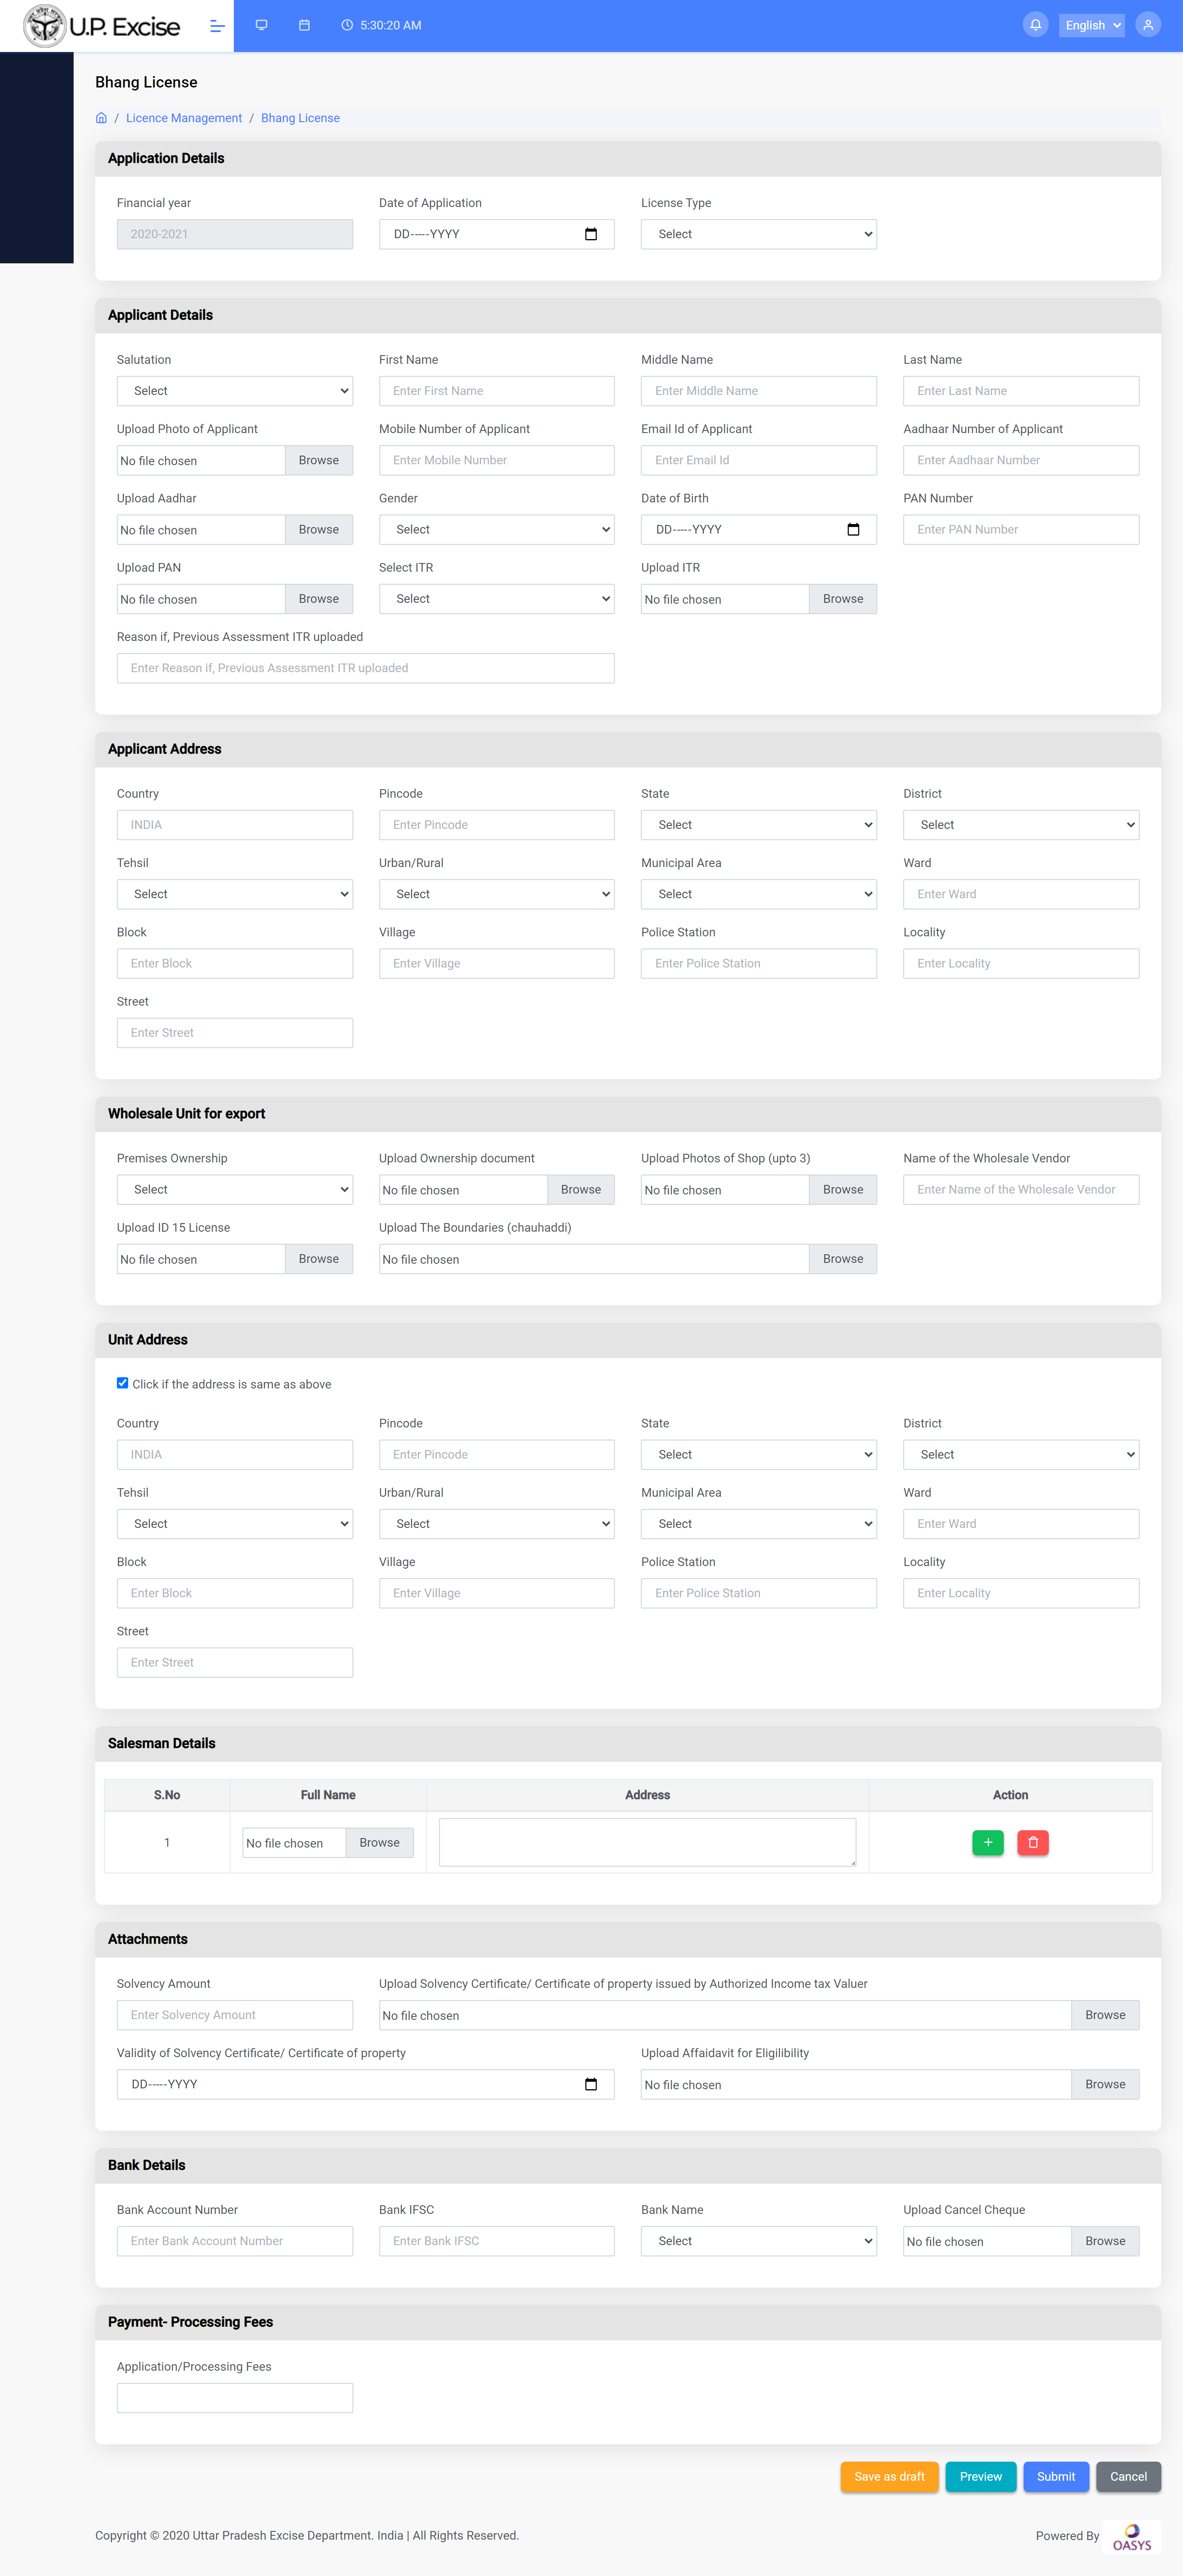 U.P. Excise
5:30:20 AM
English
Bhang License
/ Licence Management / Bhang License
Application Details
Financial year Date of Application License Type
2020-2021 DD-----YYYY Select
Applicant Details
Salutation First Name Middle Name Last Name
Select Enter First Name Enter Middle Name Enter Last Name
Upload Photo of Applicant Mobile Number of Applicant Email Id of Applicant Aadhaar Number of Applicant
No file chosen Browse Enter Mobile Number Enter Email Id Enter Aadhaar Number
Upload Aadhar Gender Date of Birth PAN Number
No file chosen Browse Select DD-----YYYY Enter PAN Number
Upload PAN Select ITR Upload ITR
No file chosen Browse Select No file chosen Browse
Reason if, Previous Assessment ITR uploaded
Enter Reason if, Previous Assessment ITR uploaded
Applicant Address
Country Pincode State District
INDIA Enter Pincode Select Select
Tehsil Urban/Rural Municipal Area Ward
Select Select Select Enter Ward
Block Village Police Station Locality
Enter Block Enter Village Enter Police Station Enter Locality
Street
Enter Street
Wholesale Unit for export
Premises Ownership Upload Ownership document Upload Photos of Shop (upto 3) Name of the Wholesale Vendor
Select No file chosen Browse No file chosen Browse Enter Name of the Wholesale Vendor
Upload ID 15 License Upload The Boundaries (chauhaddi)
No file chosen Browse No file chosen Browse
Unit Address
Click if the address is same as above
Country Pincode State District
INDIA Enter Pincode Select Select
Tehsil Urban/Rural Municipal Area Ward
Select Select Select Enter Ward
Block Village Police Station Locality
Enter Block Enter Village Enter Police Station Enter Locality
Street
Enter Street
Salesman Details
S.No Full Name Address Action
1 No file chosen Browse +
Attachments
Solvency Amount Upload Solvency Certificate/ Certificate of property issued by Authorized Income tax Valuer
Enter Solvency Amount No file chosen Browse
Validity of Solvency Certificate/ Certificate of property Upload Affaidavit for Eligilibility
DD-----YYYY No file chosen Browse
Bank Details
Bank Account Number Bank IFSC Bank Name Upload Cancel Cheque
Enter Bank Account Number Enter Bank IFSC Select No file chosen Browse
Payment- Processing Fees
Application/Processing Fees
Save as draft Preview Submit Cancel
Copyright © 2020 Uttar Pradesh Excise Department. India | All Rights Reserved. Powered By OASYS